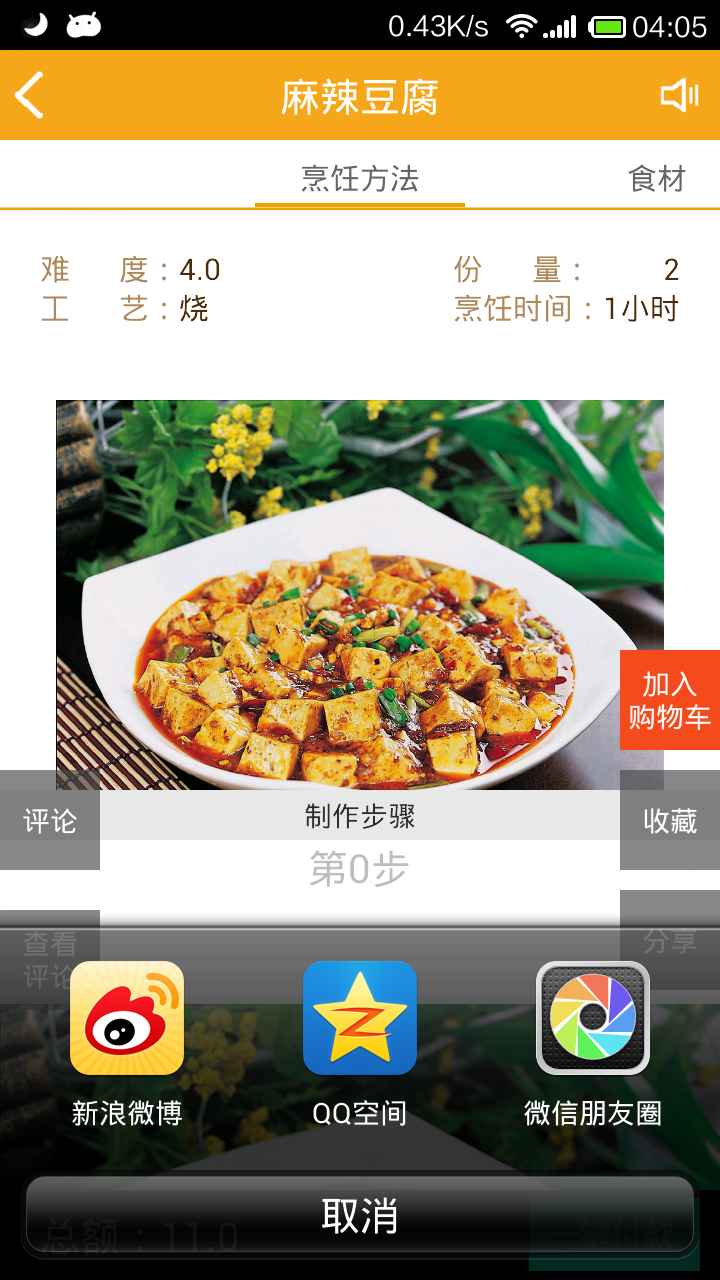 0.43K/s 04:05
麻辣豆腐
烹饪方法 食材
难 度：4.0 份 量： 2
工 艺：烧 烹饪时间：1小时
加入
购物车
评论 制作步骤 收藏
第0步
查看 分享
评论
新浪微博 QQ空间 微信朋友圈
取消
总额：11.0 一键付款